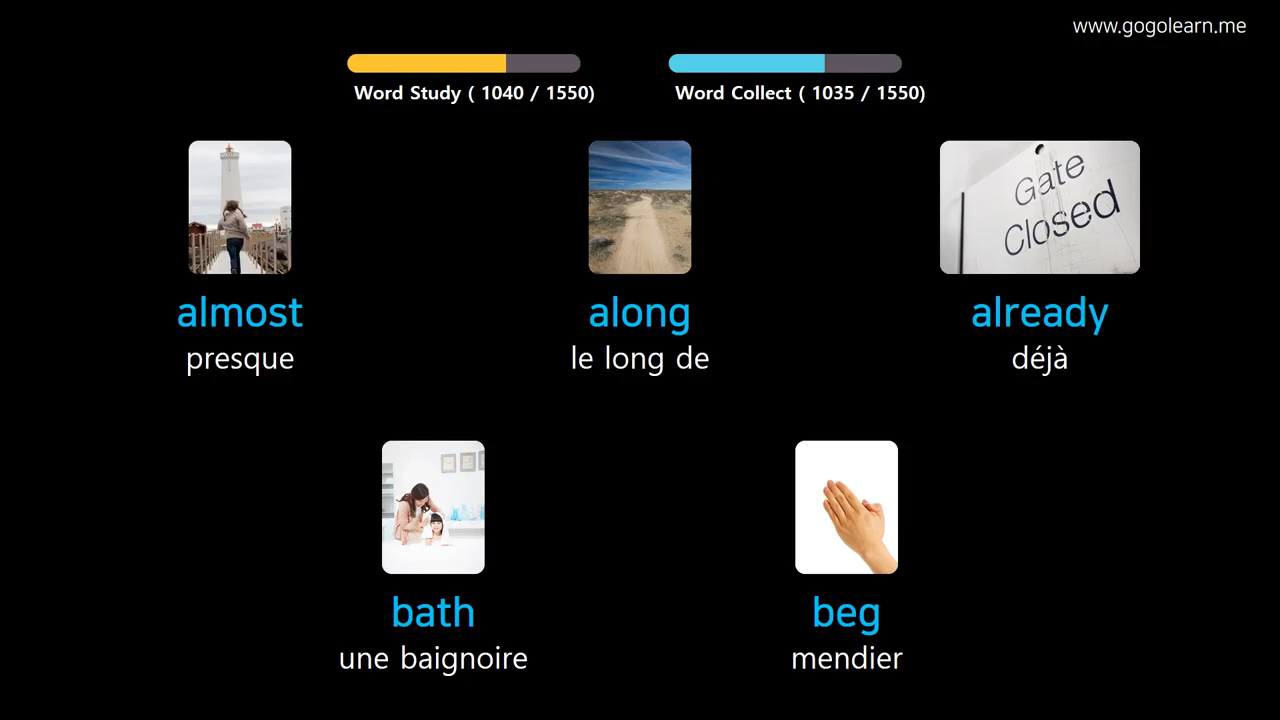 www.gogolearn.me
Word Study ( 1040 / 1550)
Word Collect ( 1035 / 1550)
Gate
Closed
almost
presque
along
le long de
already
déjà
bath
une baignoire
beg
mendier